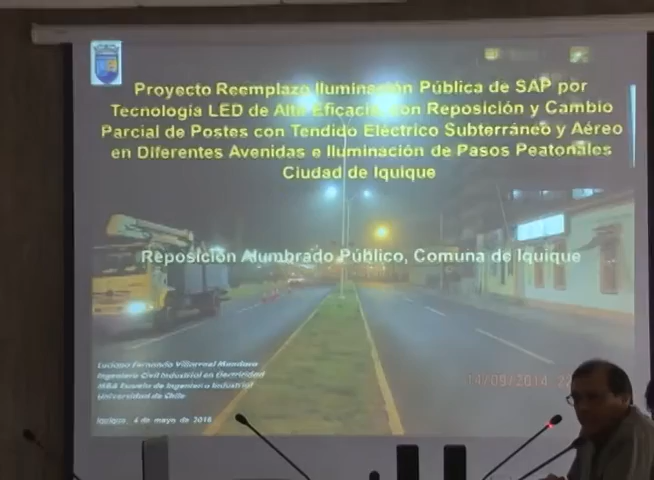 Proyecto Reemplazo Iluminación Pública de SAP por
Tecnología LED de Alta Eficacia con Reposición y Cambio
Parcial de Postes con Tendido Eléctrico Subterráneo y Aéreo
en Diferentes Avenidas e Iluminación de Pasos Peatonales
Ciudad de Iquique
Reposición Alumbrado Público, Comuna de Iquique
Luciano Fernando Villarroel Mendoza
Ingeniero Civil Industrial en Electricidad
MBA Escuela de Ingeniería Industrial
Universidad de Chile
14/09/2014 22
Iquique, 4 de mayo de 2018